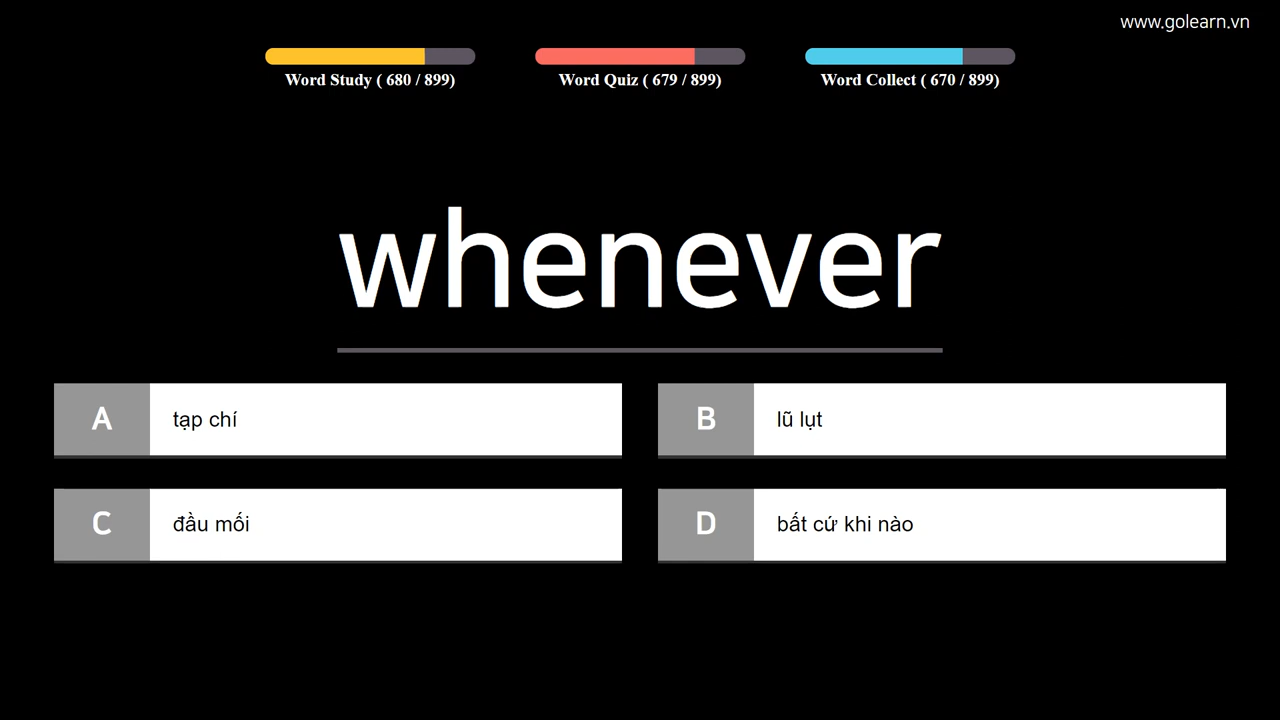 www.golearn.vn
Word Study ( 680 / 899)
Word Quiz ( 679 / 899)
Word Collect ( 670 / 899)
whenever
A tạp chí
B lũ lụt
C đầu mối
D bất cứ khi nào